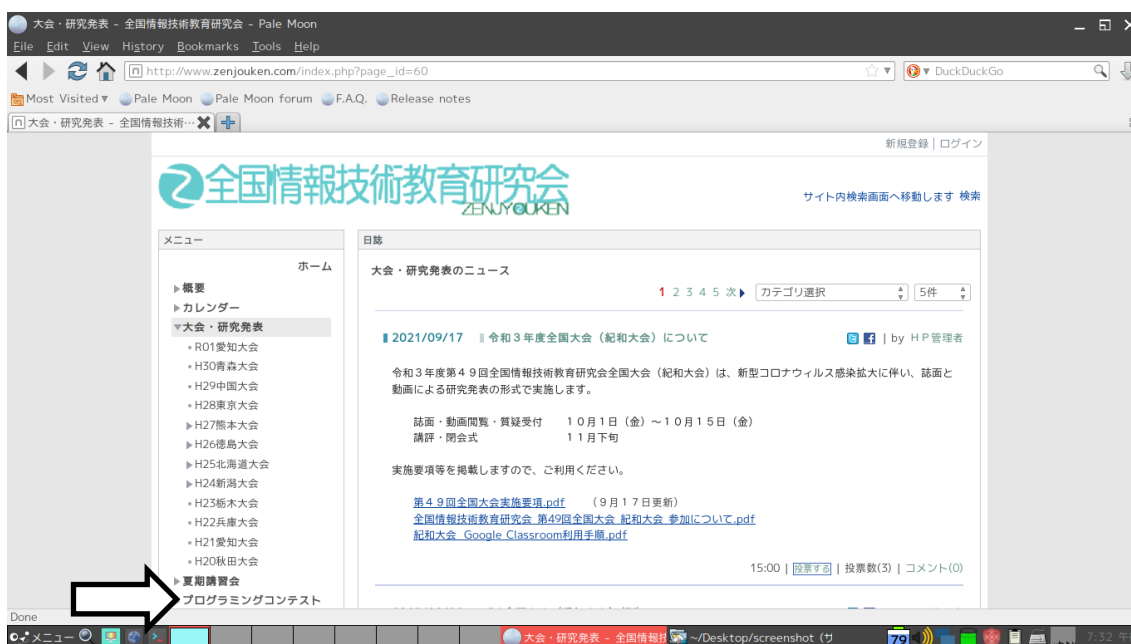 大会・研究発表 - 全国情報技術教育研究会 - Pale Moon
File Edit View History Bookmarks Tools Help
http://www.zenjouken.com/index.php?page_id=60
DuckDuckGo
Most Visited Pale Moon Pale Moon forum F.A.Q. Release notes
大会・研究発表 - 全国情報技術…
新規登録 | ログイン
全国情報技術教育研究会
ZENJYOUKEN
サイト内検索画面へ移動します 検索
メニュー
ホーム
概要
カレンダー
大会・研究発表
R01愛知大会
H30青森大会
H29中国大会
H28東京大会
H27熊本大会
H26徳島大会
H25北海道大会
H24新潟大会
H23栃木大会
H22兵庫大会
H21愛知大会
H20秋田大会
夏期講習会
プログラミングコンテスト
日誌
大会・研究発表のニュース
1 2 3 4 5 次 カテゴリ選択 5件
2021/09/17 令和3年度全国大会（紀和大会）について | by HP管理者
令和３年度第４９回全国情報技術教育研究会全国大会（紀和大会）は、新型コロナウィルス感染拡大に伴い、誌面と
動画による研究発表の形式で実施します。
誌面・動画閲覧・質疑受付 １０月１日（金）～１０月１５日（金）
講評・閉会式 １１月下旬
実施要項等を掲載しますので、ご利用ください。
第４９回全国大会実施要項.pdf （９月１７日更新）
全国情報技術教育研究会_第49回全国大会_紀和大会_参加について.pdf
紀和大会_Google Classroom利用手順.pdf
15:00 | 投票する | 投票数(3) | コメント(0)
Done
メニュー
大会・研究発表 - 全国情報技
~/Desktop/screenshot (サ
79
7:32 午